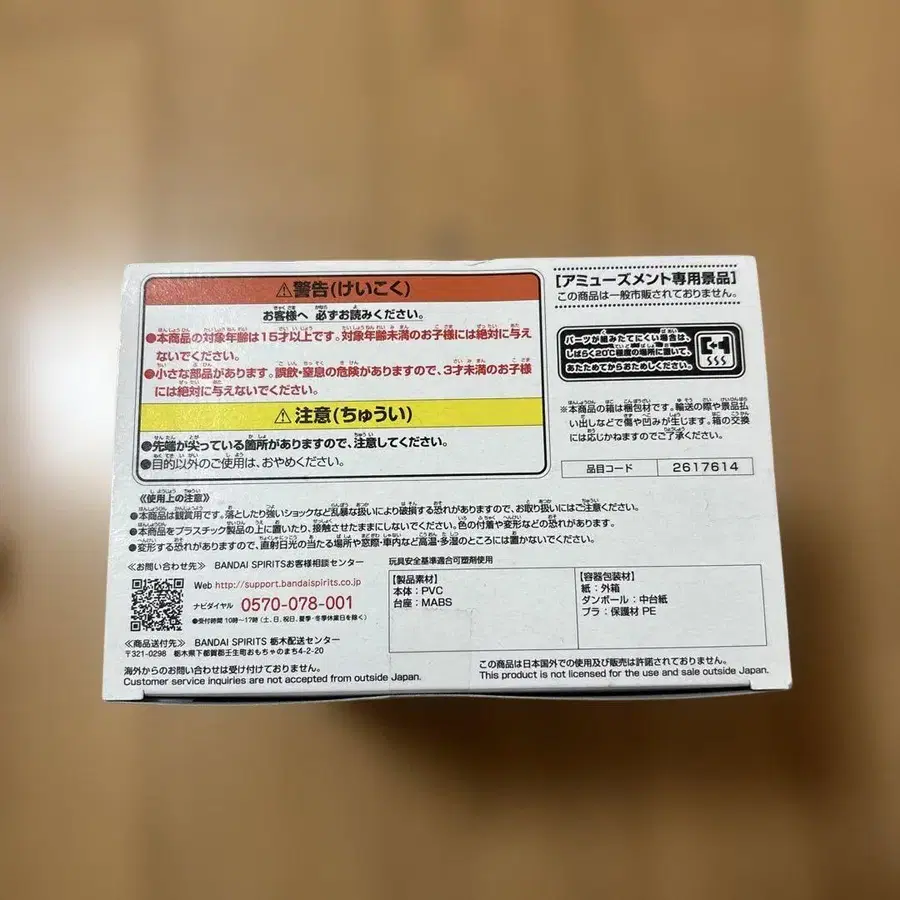 ⚠警告(けいこく)
お客様へ 必ずお読みください。
●本商品の対象年齢は15才以上です。対象年齢未満のお子様には絶対に与え
ないでください。
●小さな部品があります。誤飲・窒息の危険がありますので、3才未満のお子様
には絶対に与えないでください。
⚠注意(ちゅうい)
●先端が尖っている箇所がありますので、注意してください。
●目的以外のご使用は、おやめください。
[アミューズメント専用景品]
この商品は一般市販されておりません。
パーツが組みたてにくい場合は、
しばらく20℃程度の場所に置いて、
あたためてからおためしください。
※本商品の箱は梱包材です。輸送の際や景品払
い出しなどで傷や凹みが生じます。箱の交換
には応じかねますのでご了承ください。
品目コード 2617614
《使用上の注意》
●本商品は観賞用です。落としたり強いショックなど乱暴な扱いにより破損する恐れがありますので、お取り扱いにはご注意ください。
●本商品をプラスチック製品の上に置いたり、接触させたままにしないでください。色の付着や変形などの恐れがあります。
●変形する恐れがありますので、直射日光の当たる場所や窓際・車内など高温・多湿のところには置かないでください。
≪お問い合わせ先≫ BANDAI SPIRITSお客様相談センター
Web http://support.bandaispirits.co.jp
ナビダイヤル 0570-078-001
●受付時間 10時〜17時(土、日、祝日、夏季・冬季休業日を除く)
≪商品送付先≫ BANDAI SPIRITS 栃木配送センター
〒321-0298 栃木県下都賀郡壬生町おもちゃのまち4-2-20
海外からのお問い合わせは受け付けておりません。
Customer service inquiries are not accepted from outside Japan.
玩具安全基準適合可塑剤使用
【製品素材】
本体:PVC
台座:MABS
【容器包装材】
紙:外箱
ダンボール:中台紙
プラ:保護材 PE
この商品は日本国外での使用及び販売は許諾されておりません。
This product is not licensed for the use and sale outside Japan.